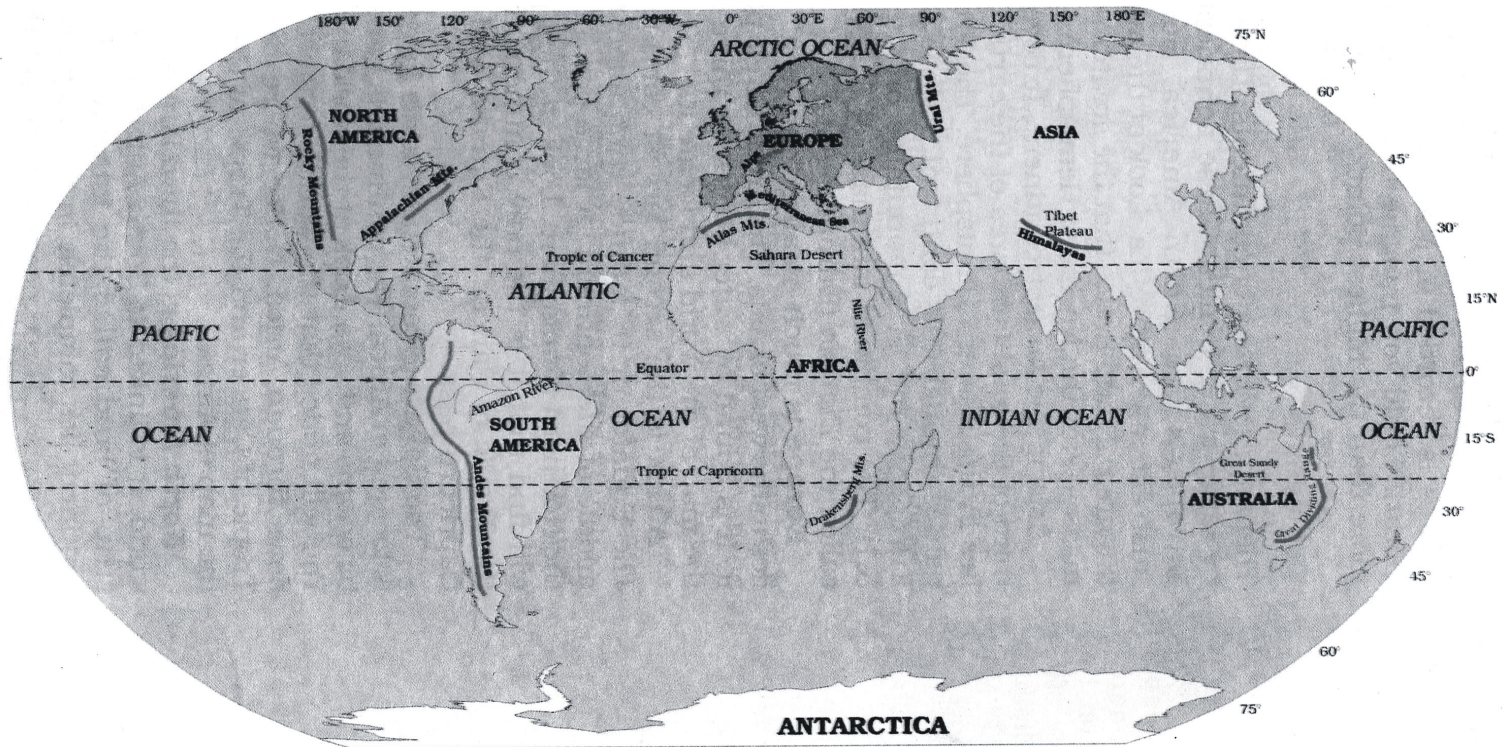 180°W 150° 120° 90° 60° 30°W 0° 30°E 60° 90° 120° 150° 180°E
75°N
ARCTIC OCEAN
60°
NORTH
AMERICA
Rocky Mountains
Appalachian Mts.
EUROPE
Alps
Ural Mts.
ASIA
45°
Mediterranean Sea
Atlas Mts.
Tibet
Plateau
Himalayas
30°
Tropic of Cancer
Sahara Desert
ATLANTIC
15°N
Nile River
PACIFIC
PACIFIC
Equator
AFRICA
0°
Amazon River
OCEAN
SOUTH
AMERICA
OCEAN
INDIAN OCEAN
OCEAN
15°S
Andes Mountains
Tropic of Capricorn
Drakensberg Mts.
Great Sandy
Desert
AUSTRALIA
Great Dividing Range
30°
45°
60°
75°
ANTARCTICA